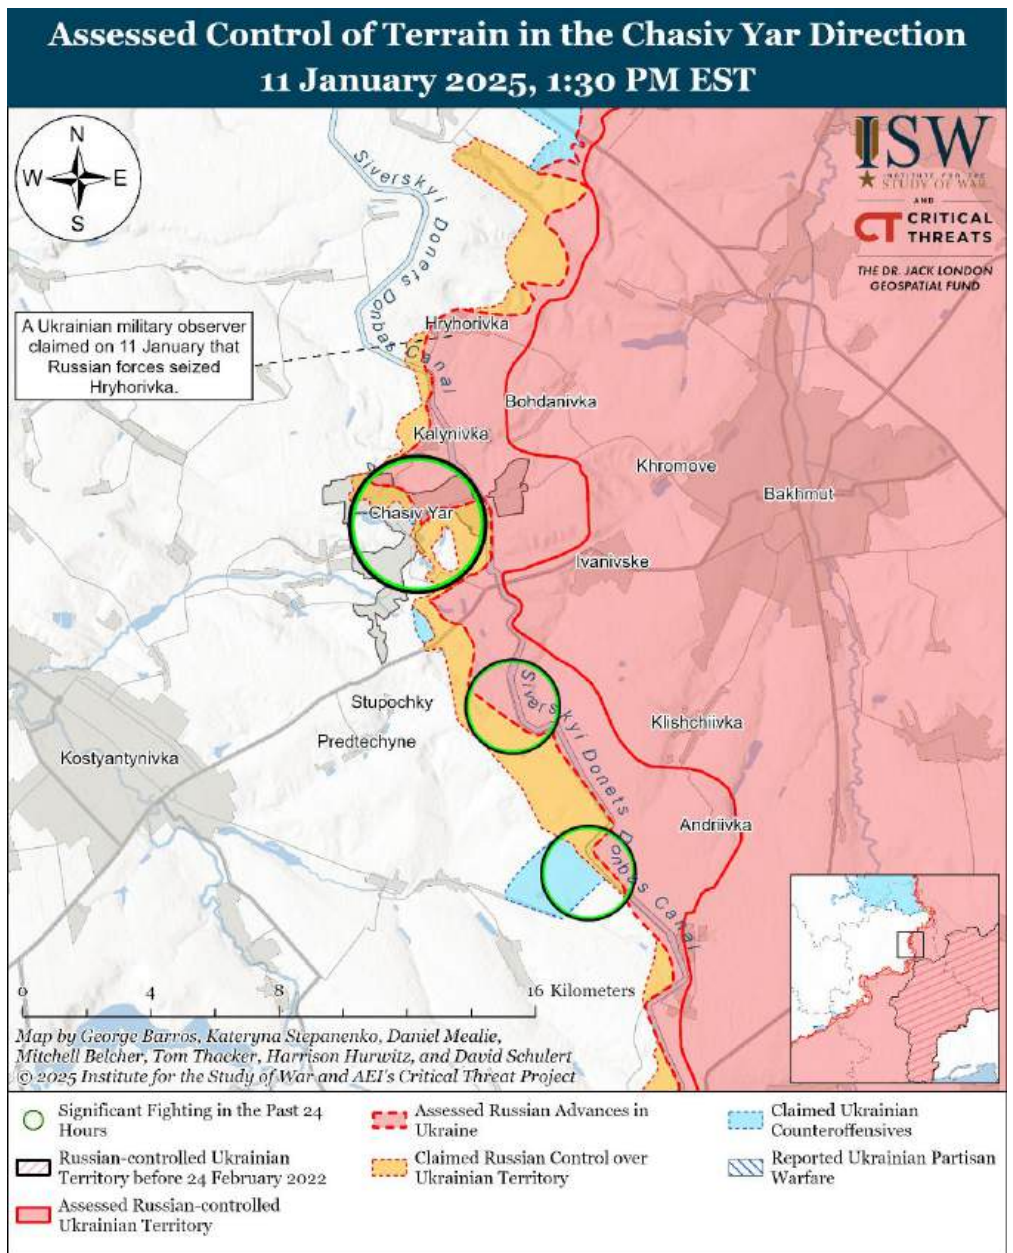 Assessed Control of Terrain in the Chasiv Yar Direction
11 January 2025, 1:30 PM EST
N
W
E
S
ISW
INSTITUTE FOR THE
STUDY OF WAR
AND
CT CRITICAL
THREATS
THE DR. JACK LONDON
GEOSPATIAL FUND
Siverskyi Donets Donbas Canal
A Ukrainian military observer
claimed on 11 January that
Russian forces seized
Hryhorivka.
Hryhorivka
Bohdanivka
Kalynivka
Khromove
Bakhmut
Chasiv Yar
Ivanivske
Siverskyi Donets Donbas Canal
Stupochky
Klishchiivka
Predtechyne
Kostyantynivka
Andriivka
0 4 8 16 Kilometers
Map by George Barros, Kateryna Stepanenko, Daniel Mealie,
Mitchell Belcher, Tom Thacker, Harrison Hurwitz, and David Schulert
© 2025 Institute for the Study of War and AEI's Critical Threat Project
Significant Fighting in the Past 24
Hours
Russian-controlled Ukrainian
Territory before 24 February 2022
Assessed Russian-controlled
Ukrainian Territory
Assessed Russian Advances in
Ukraine
Claimed Russian Control over
Ukrainian Territory
Claimed Ukrainian
Counteroffensives
Reported Ukrainian Partisan
Warfare